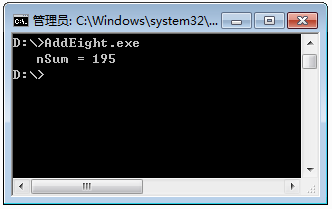 管理员: C:\Windows\system32\...
D:\>AddEight.exe
nSum = 195
D:\>